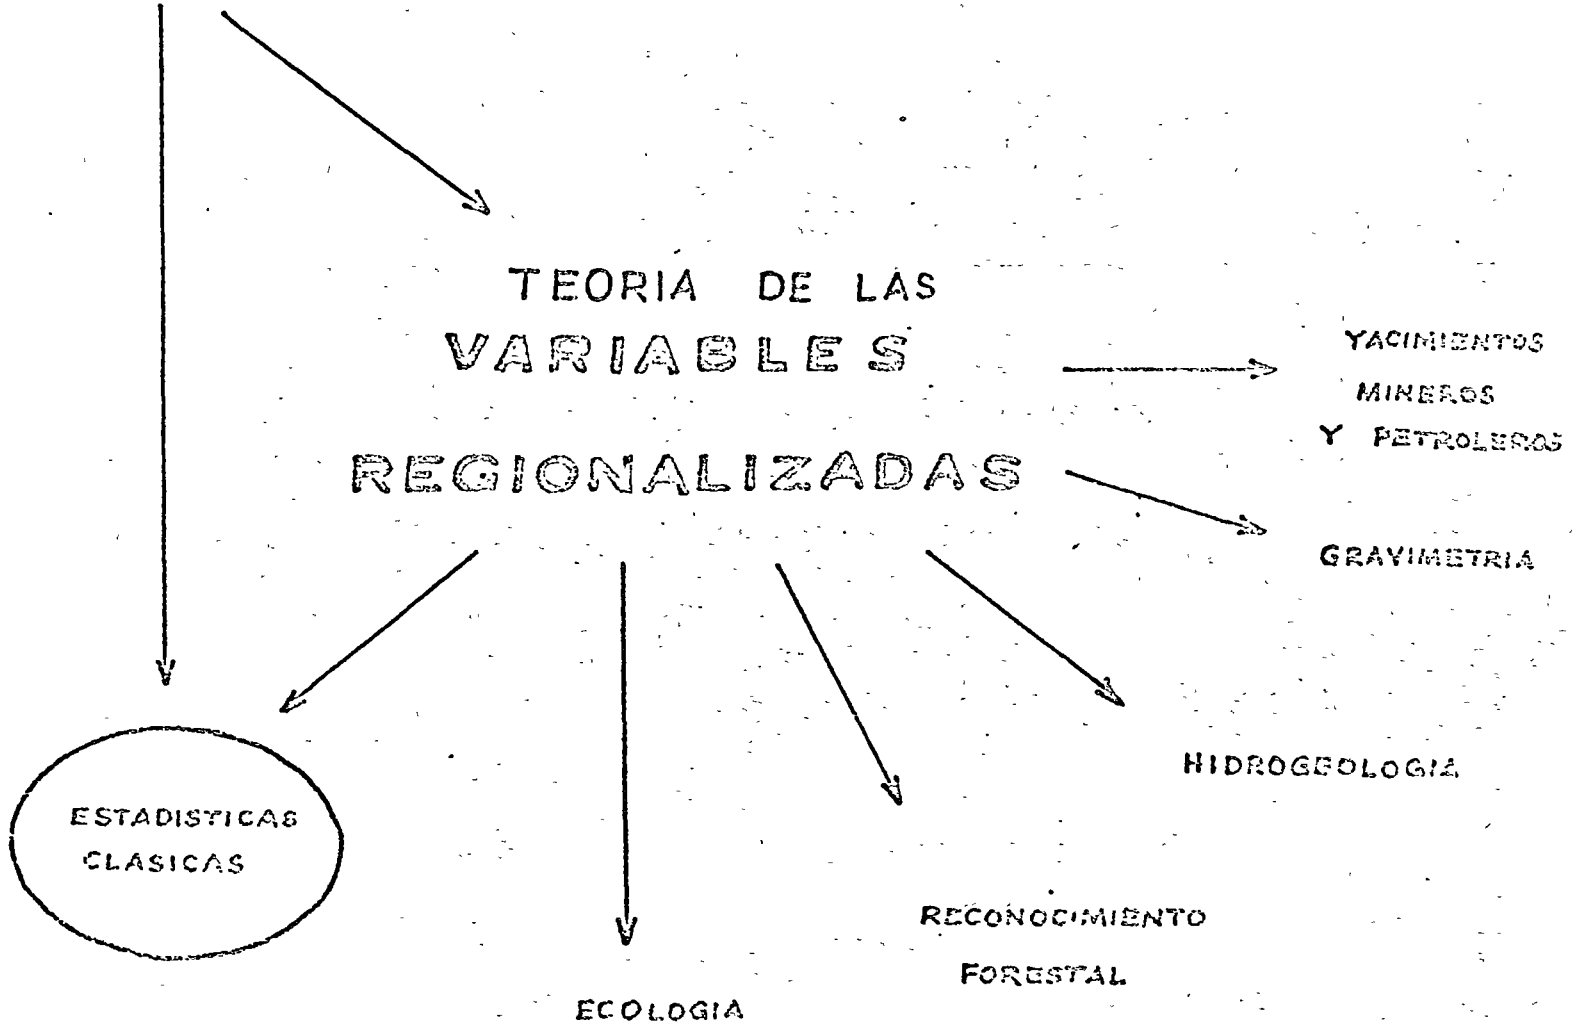 TEORIA DE LAS
VARIABLES
REGIONALIZADAS
YACIMIENTOS
MINEROS
Y PETROLEROS
GRAVIMETRIA
HIDROGEOLOGIA
ESTADISTICAS
CLASICAS
RECONOCIMIENTO
FORESTAL
ECOLOGIA